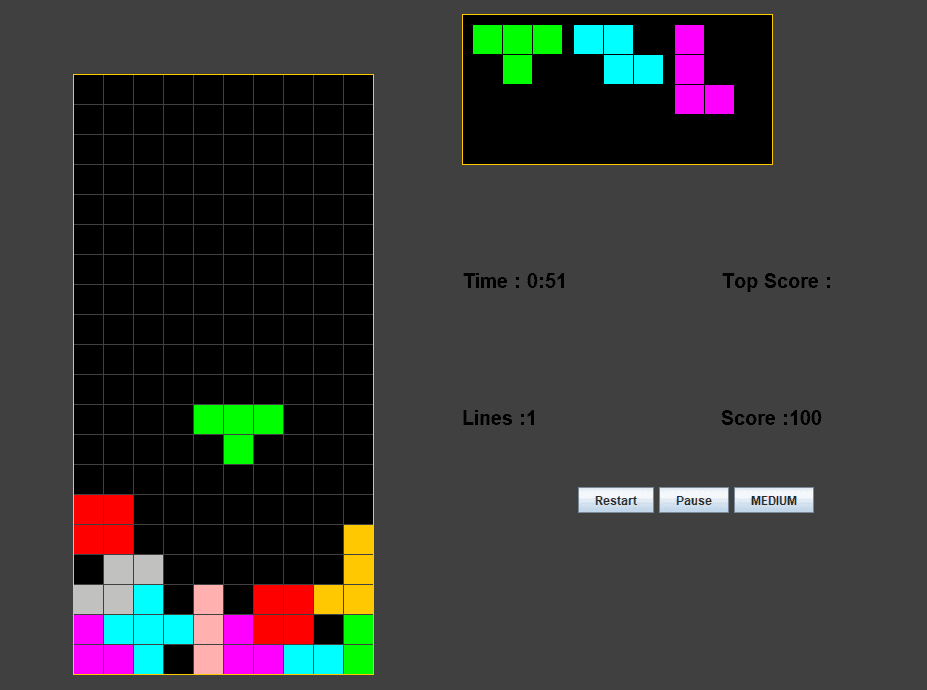 Time : 0:51
Top Score :
Lines :1
Score :100
Restart
Pause
MEDIUM